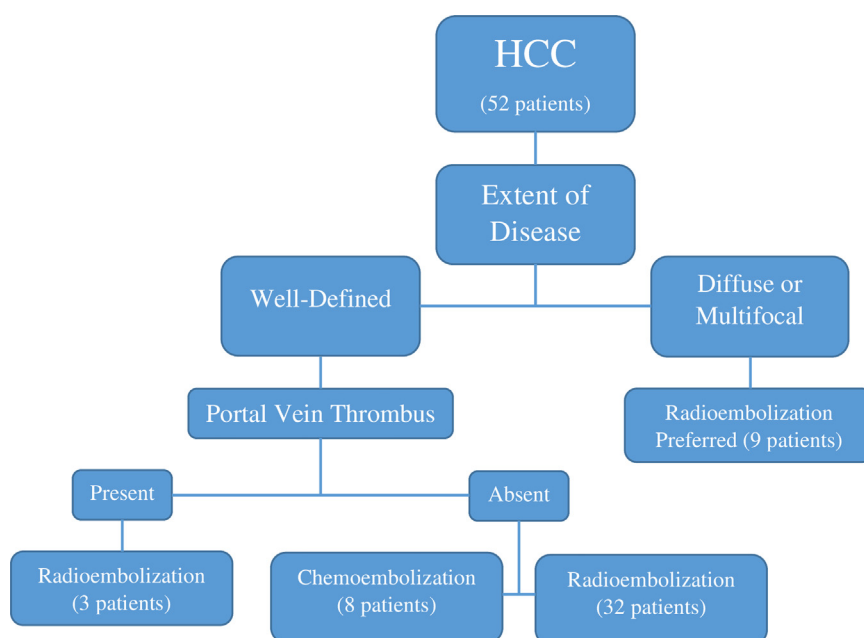 HCC
(52 patients)
Extent of
Disease
Well-Defined
Diffuse or
Multifocal
Portal Vein Thrombus
Radioembolization
Preferred (9 patients)
Present
Absent
Radioembolization
(3 patients)
Chemoembolization
(8 patients)
Radioembolization
(32 patients)